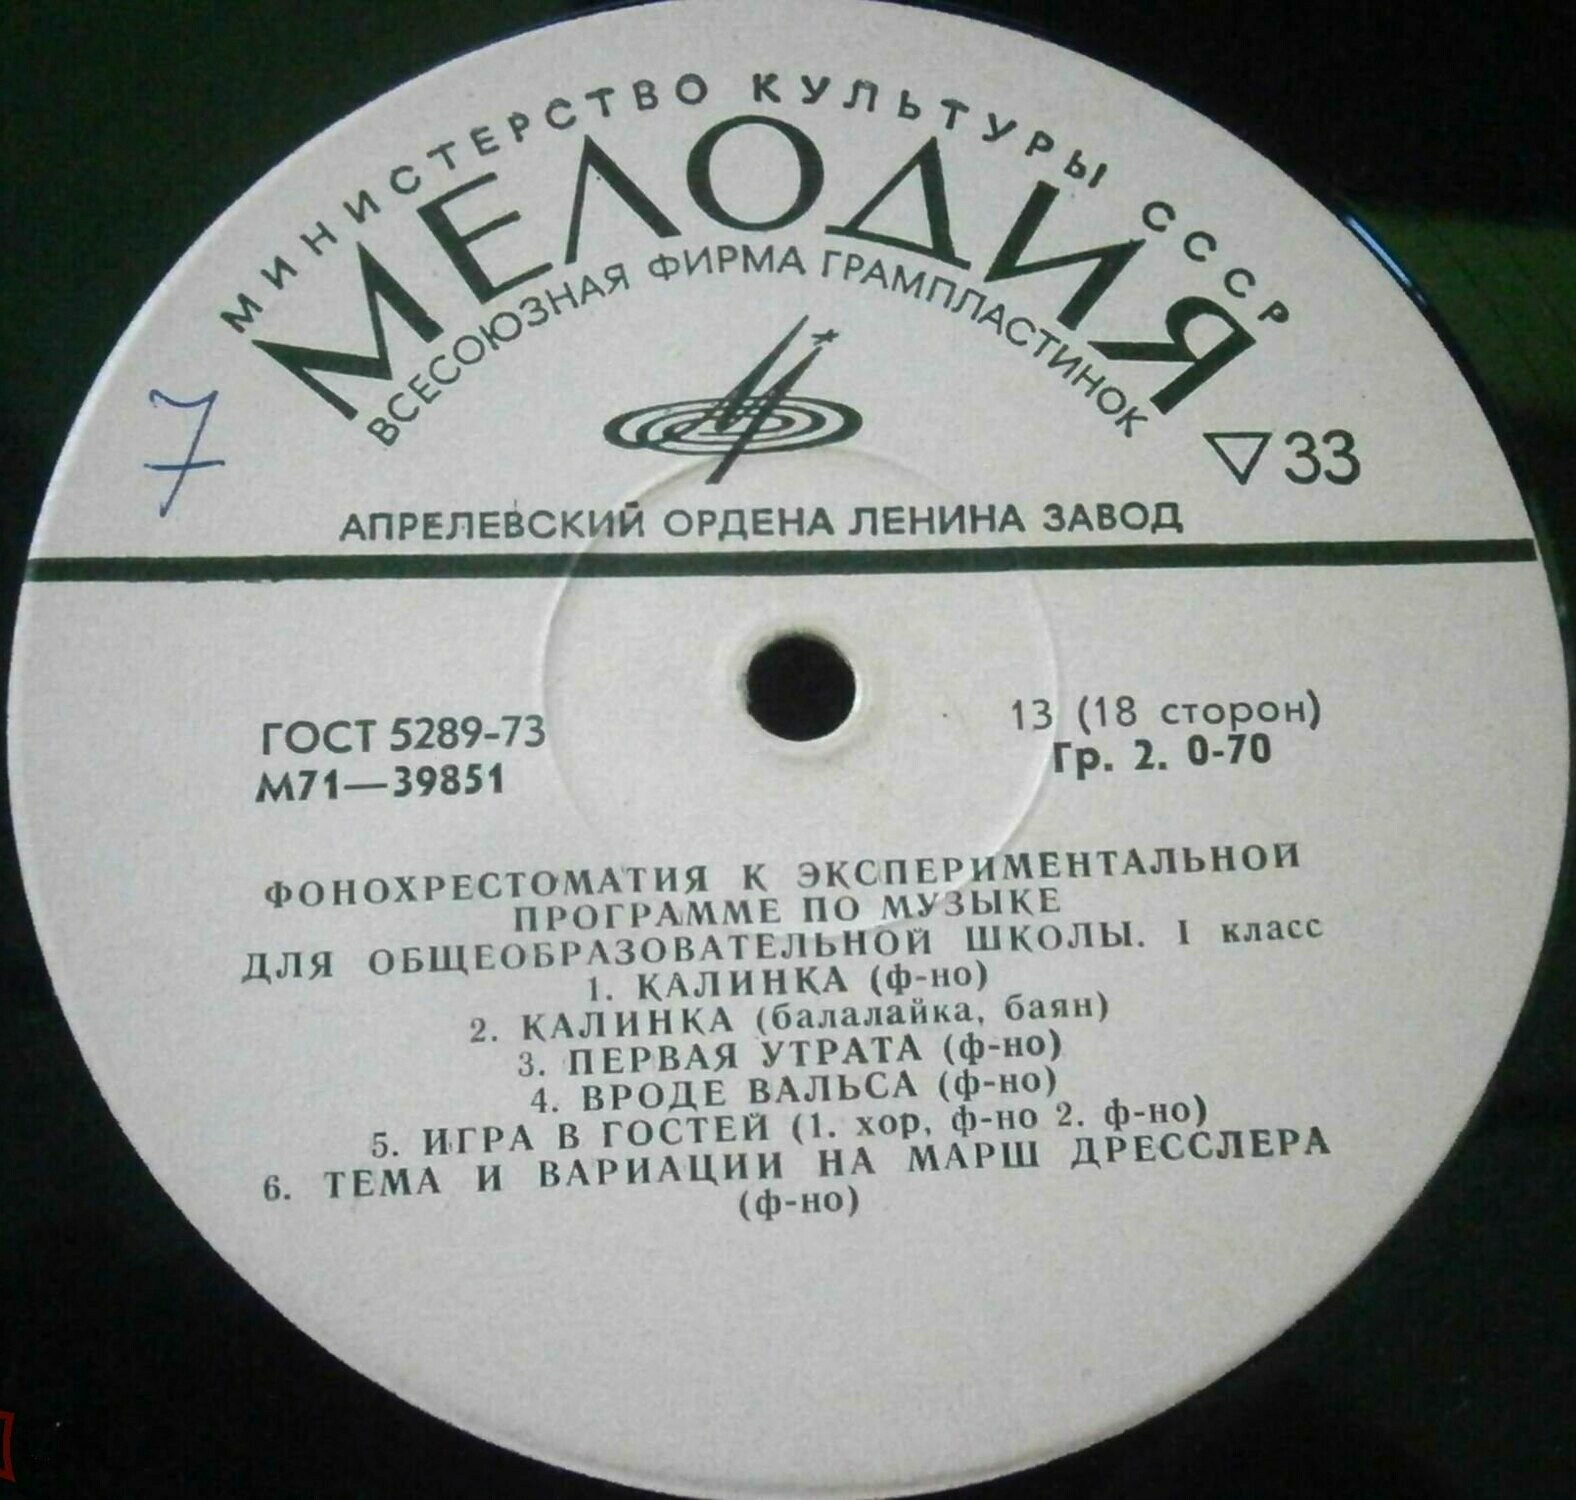 МИНИСТЕРСТВО КУЛЬТУРЫ СССР
МЕЛОДИЯ
ВСЕСОЮЗНАЯ ФИРМА ГРАМПЛАСТИНОК
7
33
АПРЕЛЕВСКИЙ ОРДЕНА ЛЕНИНА ЗАВОД
ГОСТ 5289-73
М71—39851
13 (18 сторон)
Гр. 2. 0-70
ФОНОХРЕСТОМАТИЯ К ЭКСПЕРИМЕНТАЛЬНОЙ
ПРОГРАММЕ ПО МУЗЫКЕ
ДЛЯ ОБЩЕОБРАЗОВАТЕЛЬНОЙ ШКОЛЫ. I класс
1. КАЛИНКА (ф-но)
2. КАЛИНКА (балалайка, баян)
3. ПЕРВАЯ УТРАТА (ф-но)
4. ВРОДЕ ВАЛЬСА (ф-но)
5. ИГРА В ГОСТЕЙ (1. хор, ф-но 2. ф-но)
6. ТЕМА И ВАРИАЦИИ НА МАРШ ДРЕССЛЕРА
(ф-но)